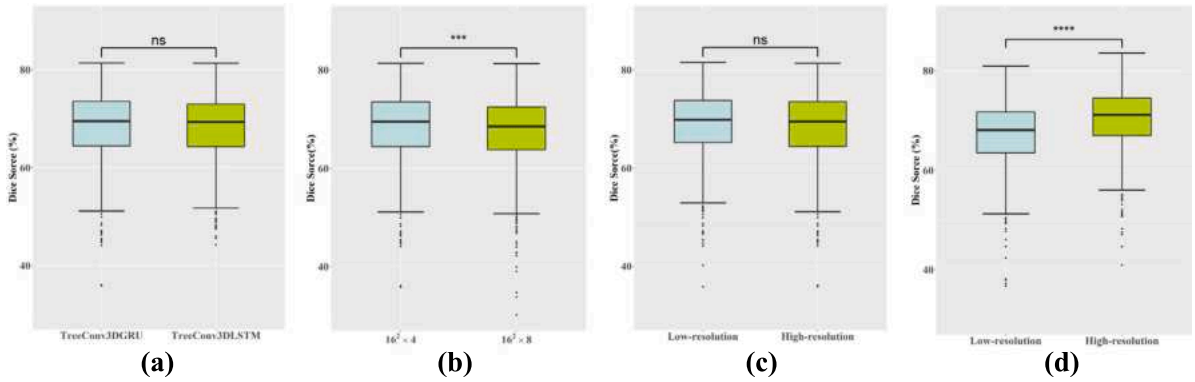 ns
80
60
40
Dice Sorce (%)
TreeConv3DGRU TreeConv3DLSTM
(a)
***
80
60
40
Dice Sorce(%)
16² × 4 16² × 8
(b)
ns
80
60
40
Dice Sorce(%)
Low-resolution High-resolution
(c)
****
80
60
40
Dice Sorce (%)
Low-resolution High-resolution
(d)